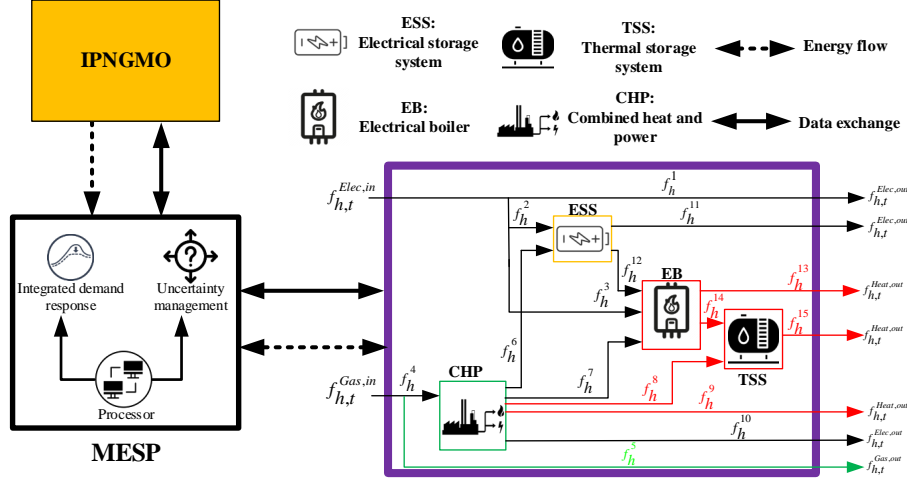 IPNGMO
ESS:
Electrical storage
system
TSS:
Thermal storage
system
Energy flow
EB:
Electrical boiler
CHP:
Combined heat and
power
Data exchange
Integrated demand
response
Uncertainty
management
Processor
MESP
f_{h,t}^{Elec,in}
f_h^1
f_{h,t}^{Elec,out}
f_h^2
ESS
f_h^{11}
f_{h,t}^{Elec,out}
f_h^{12}
f_h^3
EB
f_h^{13}
f_{h,t}^{Heat,out}
f_h^{14}
f_h^{15}
f_{h,t}^{Heat,out}
TSS
f_h^6
f_{h,t}^{Gas,in}
f_h^4
CHP
f_h^7
f_h^8
f_h^9
f_{h,t}^{Heat,out}
f_h^{10}
f_{h,t}^{Elec,out}
f_h^5
f_{h,t}^{Gas,out}